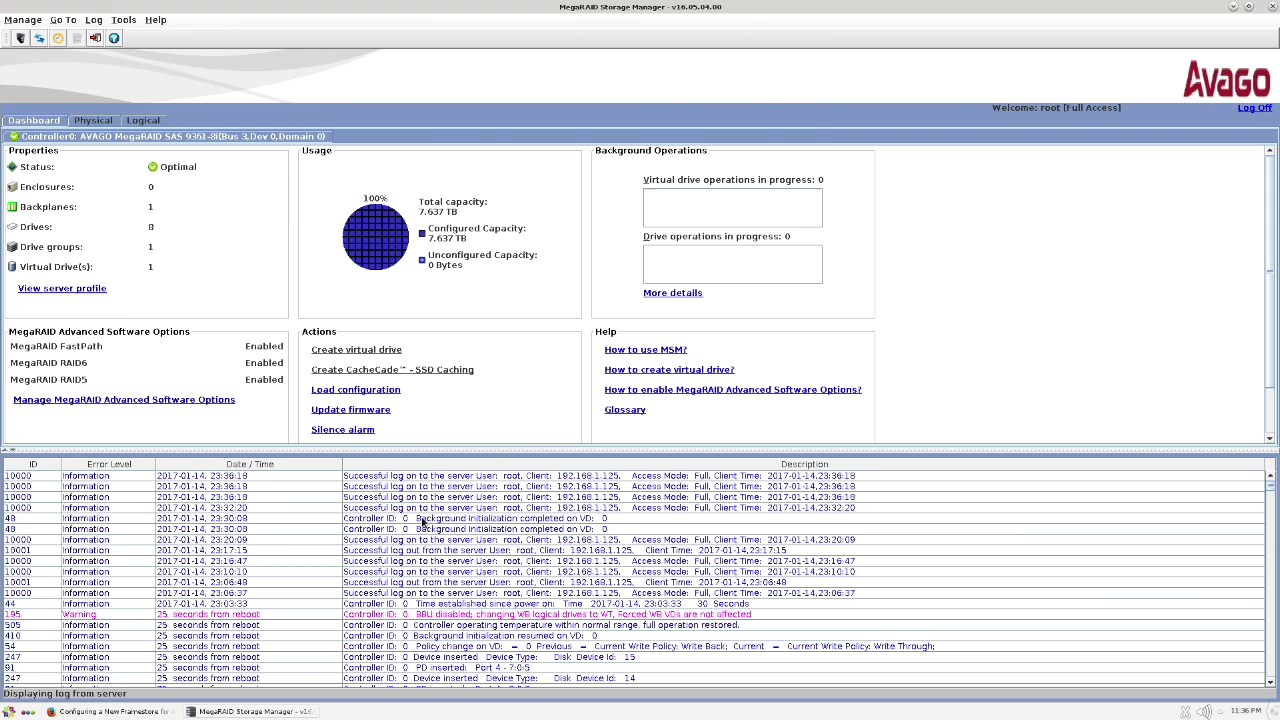 MegaRAID Storage Manager - v16.05.04.00
Manage Go To Log Tools Help
AVAGO
Welcome: root [Full Access] Log Off
Dashboard Physical Logical
Controller0: AVAGO MegaRAID SAS 9361-8i(Bus 3,Dev 0,Domain 0)
Properties
Status: Optimal
Enclosures: 0
Backplanes: 1
Drives: 8
Drive groups: 1
Virtual Drive(s): 1
View server profile
Usage
100%
Total capacity:
7.637 TB
Configured Capacity:
7.637 TB
Unconfigured Capacity:
0 Bytes
Background Operations
Virtual drive operations in progress: 0
Drive operations in progress: 0
More details
MegaRAID Advanced Software Options
MegaRAID FastPath Enabled
MegaRAID RAID6 Enabled
MegaRAID RAID5 Enabled
Manage MegaRAID Advanced Software Options
Actions
Create virtual drive
Create CacheCade™ - SSD Caching
Load configuration
Update firmware
Silence alarm
Help
How to use MSM?
How to create virtual drive?
How to enable MegaRAID Advanced Software Options?
Glossary
ID Error Level Date / Time Description
10000 Information 2017-01-14, 23:36:18 Successful log on to the server User: root, Client: 192.168.1.125, Access Mode: Full, Client Time: 2017-01-14,23:36:18
10000 Information 2017-01-14, 23:36:18 Successful log on to the server User: root, Client: 192.168.1.125, Access Mode: Full, Client Time: 2017-01-14,23:36:18
10000 Information 2017-01-14, 23:36:18 Successful log on to the server User: root, Client: 192.168.1.125, Access Mode: Full, Client Time: 2017-01-14,23:36:18
10000 Information 2017-01-14, 23:32:20 Successful log on to the server User: root, Client: 192.168.1.125, Access Mode: Full, Client Time: 2017-01-14,23:32:20
48 Information 2017-01-14, 23:30:08 Controller ID: 0 Background Initialization completed on VD: 0
48 Information 2017-01-14, 23:30:08 Controller ID: 0 Background Initialization completed on VD: 0
10000 Information 2017-01-14, 23:20:09 Successful log on to the server User: root, Client: 192.168.1.125, Access Mode: Full, Client Time: 2017-01-14,23:20:09
10001 Information 2017-01-14, 23:17:15 Successful log out from the server User: root, Client: 192.168.1.125, Client Time: 2017-01-14,23:17:15
10000 Information 2017-01-14, 23:16:47 Successful log on to the server User: root, Client: 192.168.1.125, Access Mode: Full, Client Time: 2017-01-14,23:16:47
10000 Information 2017-01-14, 23:10:10 Successful log on to the server User: root, Client: 192.168.1.125, Access Mode: Full, Client Time: 2017-01-14,23:10:10
10001 Information 2017-01-14, 23:06:48 Successful log out from the server User: root, Client: 192.168.1.125, Client Time: 2017-01-14,23:06:48
10000 Information 2017-01-14, 23:06:37 Successful log on to the server User: root, Client: 192.168.1.125, Access Mode: Full, Client Time: 2017-01-14,23:06:37
44 Information 2017-01-14, 23:03:33 Controller ID: 0 Time established since power on: Time 2017-01-14,23:03:33 30 Seconds
195 Warning 25 seconds from reboot Controller ID: 0 BBU disabled; changing WB logical drives to WT, Forced WB VDs are not affected
505 Information 25 seconds from reboot Controller ID: 0 Controller operating temperature within normal range, full operation restored.
410 Information 25 seconds from reboot Controller ID: 0 Background Initialization resumed on VD: 0
54 Information 25 seconds from reboot Controller ID: 0 Policy change on VD: = 0 Previous = Current Write Policy: Write Back; Current = Current Write Policy: Write Through;
247 Information 25 seconds from reboot Controller ID: 0 Device inserted Device Type: Disk Device Id: 15
91 Information 25 seconds from reboot Controller ID: 0 PD inserted: Port 4 - 7:0:5
247 Information 25 seconds from reboot Controller ID: 0 Device inserted Device Type: Disk Device Id: 14
Displaying log from server
Configuring a New Framestore for MegaRAID Storage Manager - v16. 11:36 PM